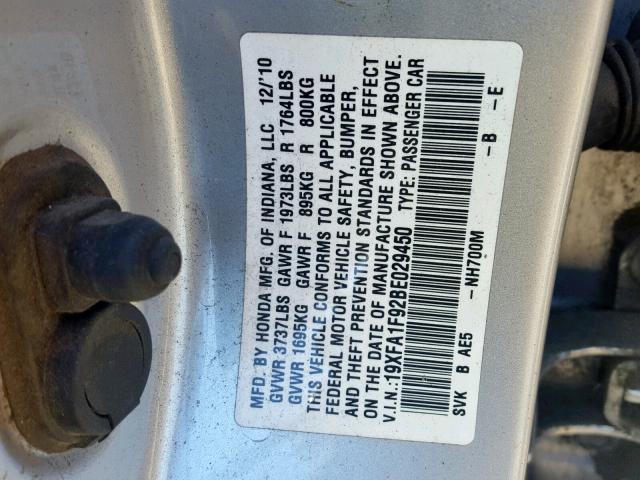 MFD. BY HONDA MFG. OF INDIANA, LLC 12/'10
GVWR 3737LBS GAWR F 1973LBS R 1764LBS
GVWR 1695KG GAWR F 895KG R 800KG
THIS VEHICLE CONFORMS TO ALL APPLICABLE
FEDERAL MOTOR VEHICLE SAFETY, BUMPER,
AND THEFT PREVENTION STANDARDS IN EFFECT
ON THE DATE OF MANUFACTURE SHOWN ABOVE.
V.I.N.:19XFA1F92BE029450 TYPE: PASSENGER CAR
SVK B AE5 -NH700M -B -E